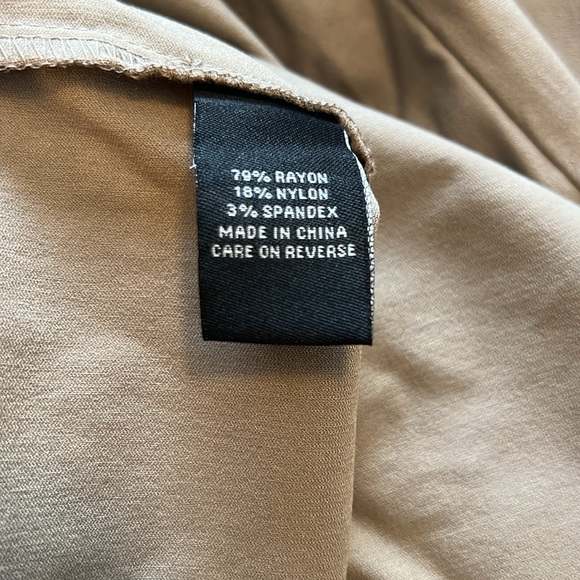 79% RAYON
18% NYLON
3% SPANDEX
MADE IN CHINA
CARE ON REVERSE